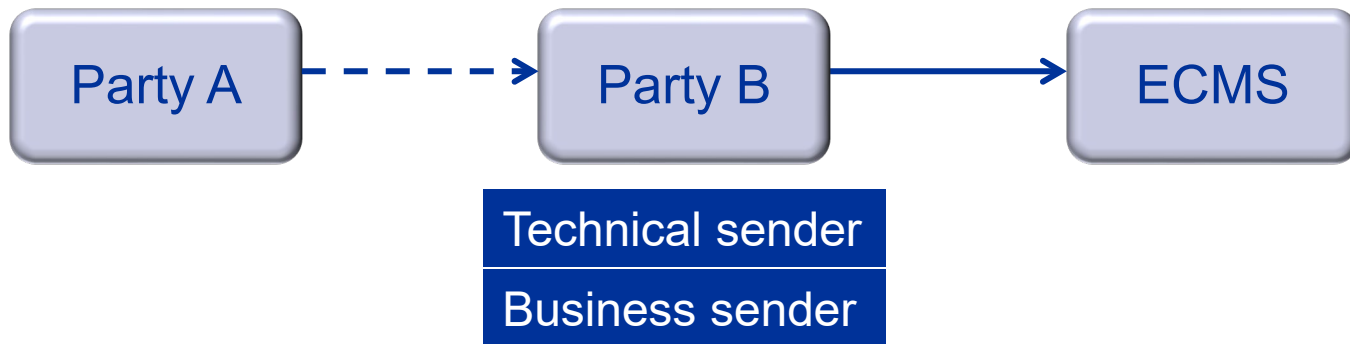 Party A
Party B
ECMS
Technical sender
Business sender